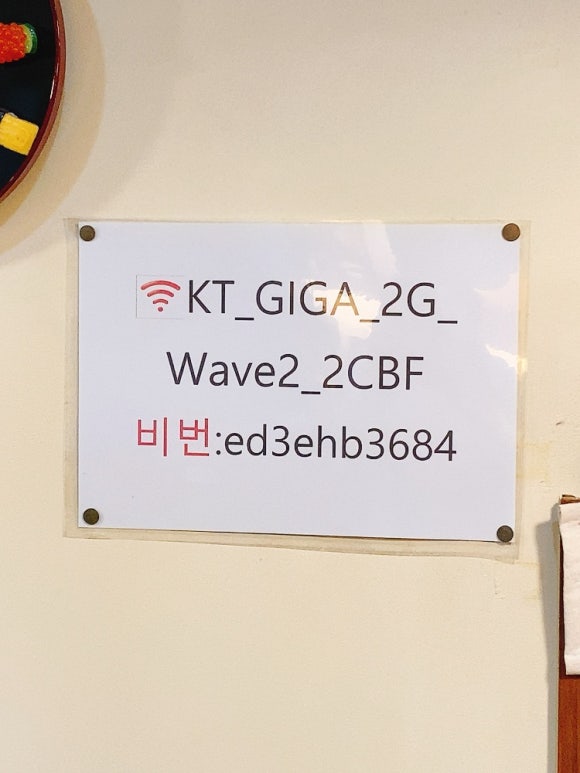 KT_GIGA_2G_
Wave2_2CBF
비번:ed3ehb3684